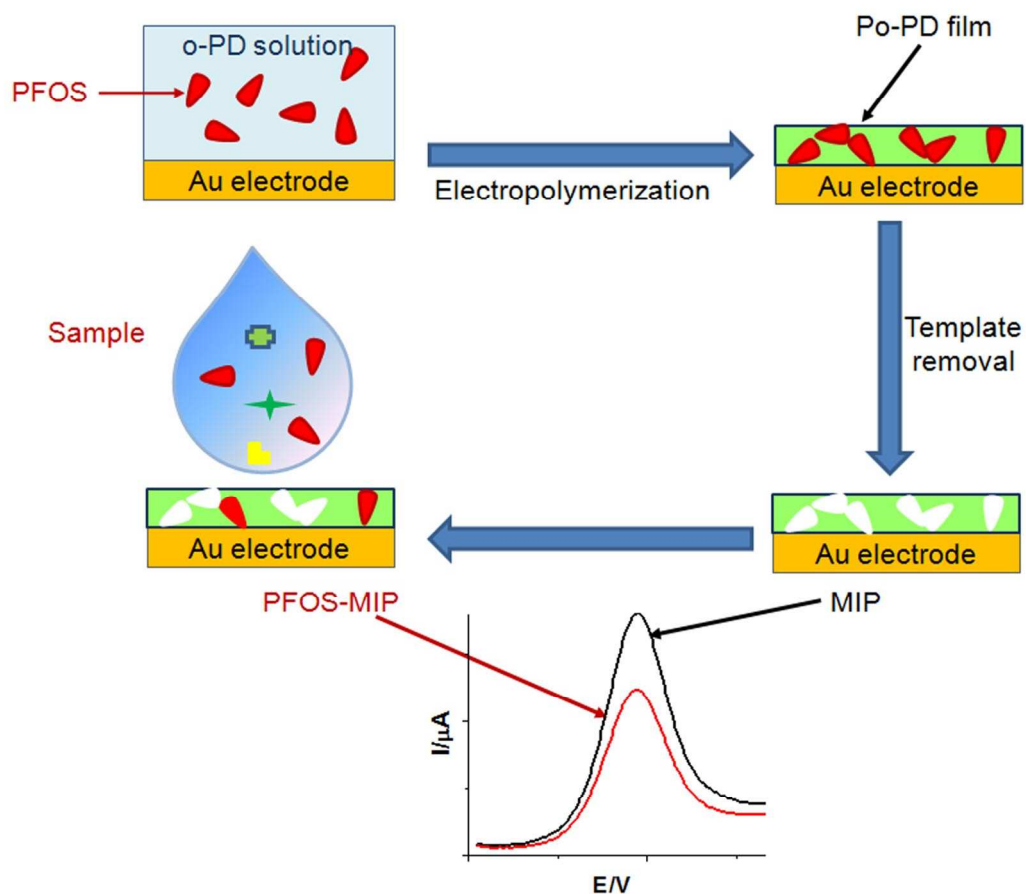 o-PD solution
PFOS
Au electrode
Electropolymerization
Po-PD film
Au electrode
Template
removal
Sample
Au electrode
Au electrode
PFOS-MIP
MIP
I/μA
E/V